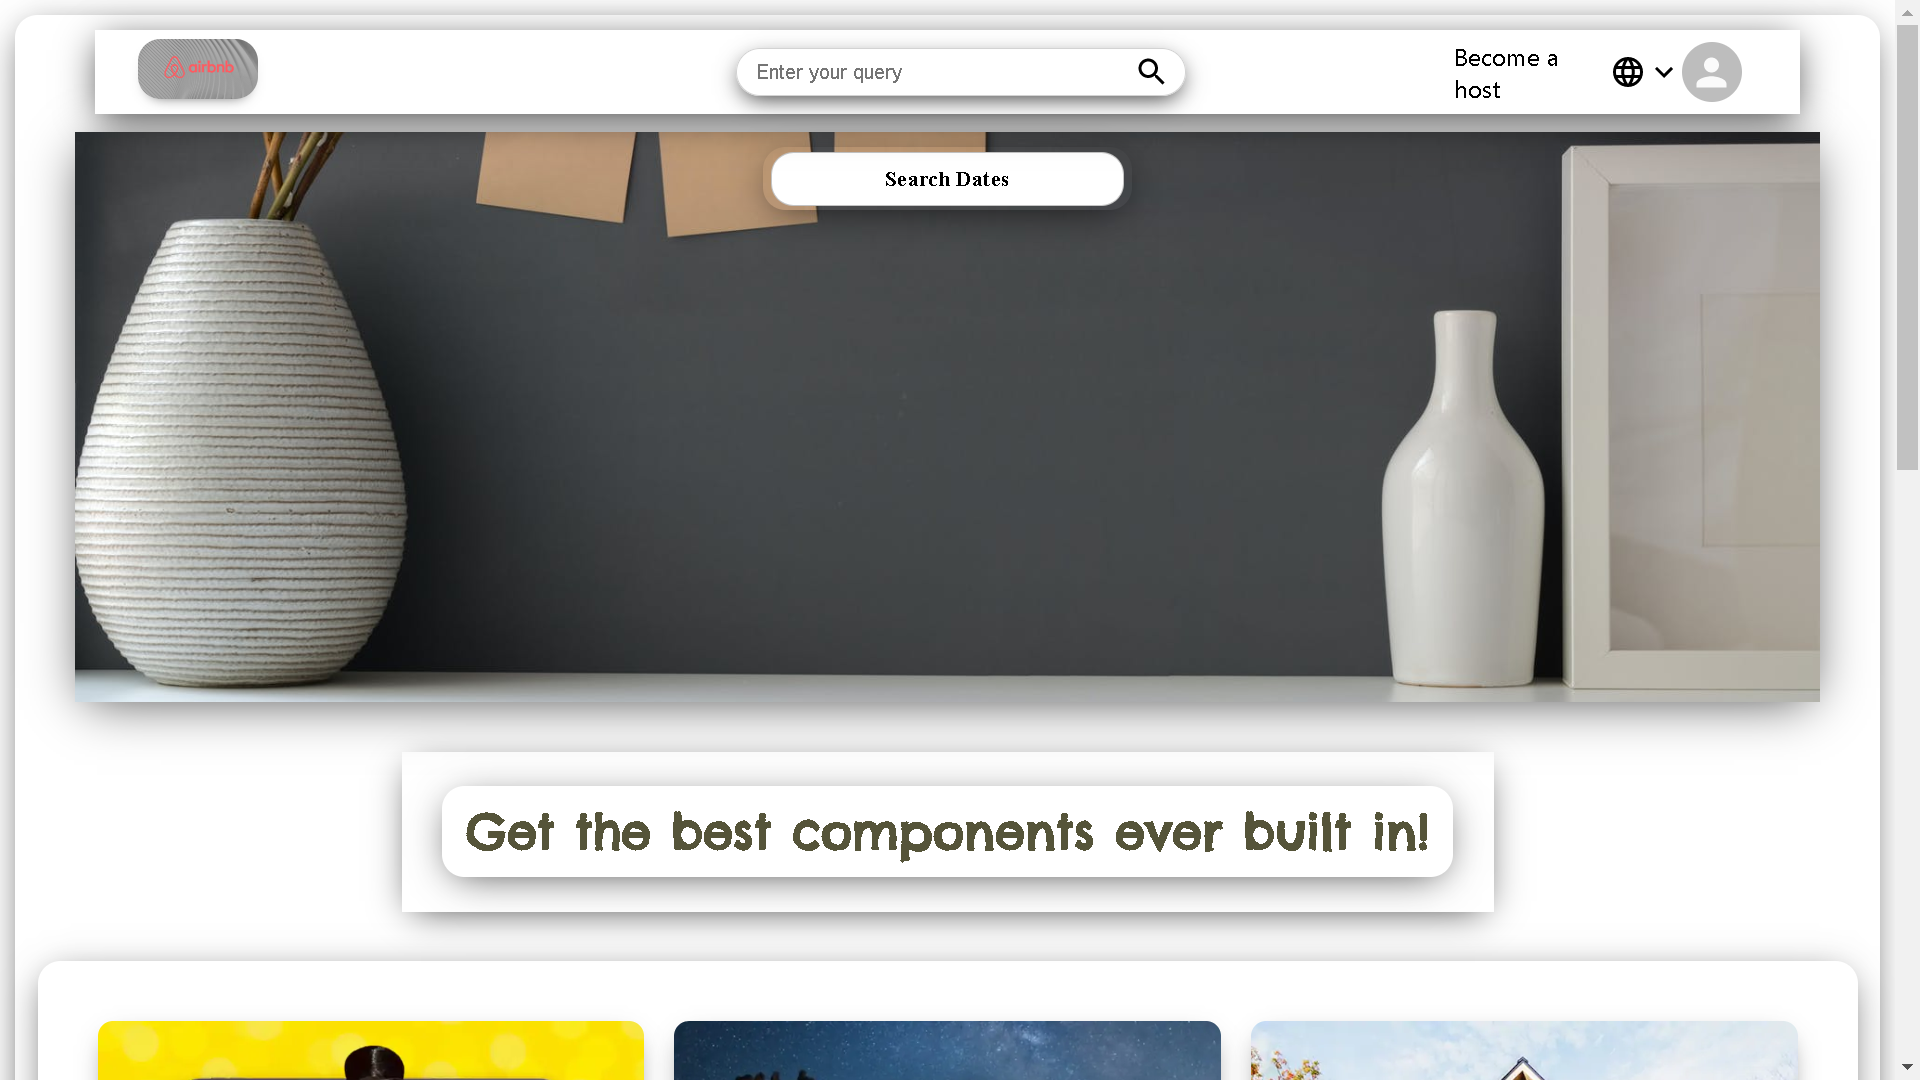 airbnb
Enter your query
Become a
host
Search Dates
Get the best components ever built in!